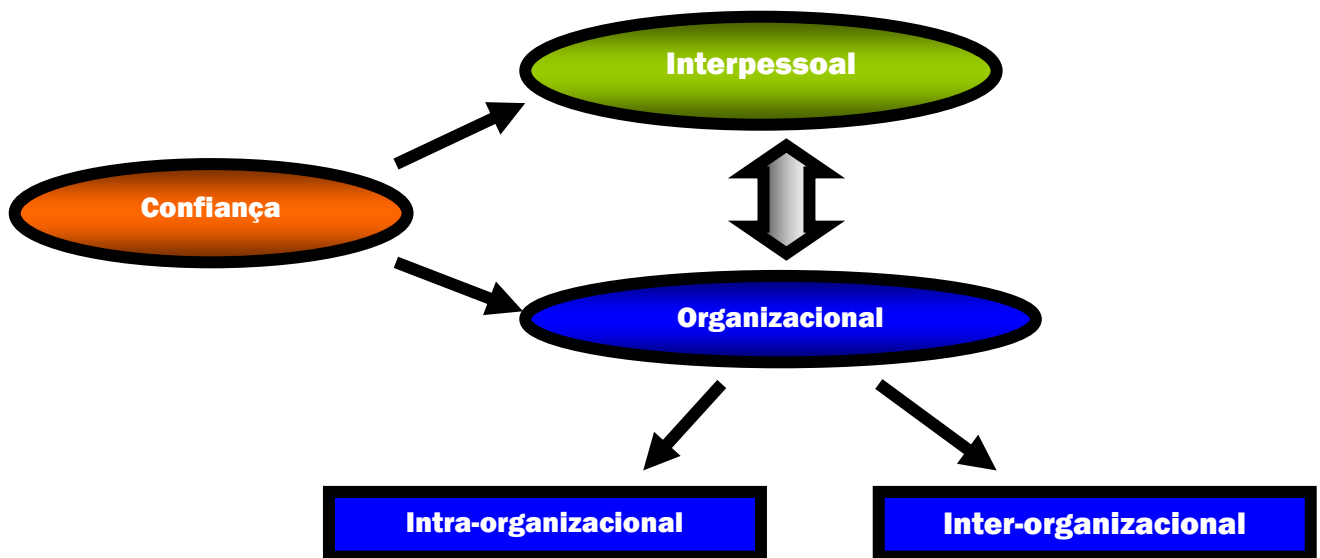 Interpessoal
Confiança
Organizacional
Intra-organizacional
Inter-organizacional